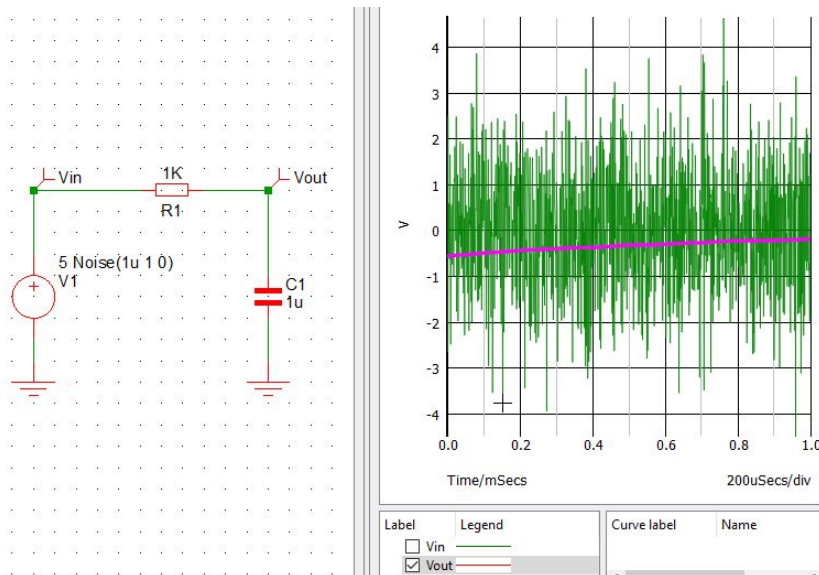 Vin
1K
R1
Vout
5 Noise(1u 1 0)
V1
C1
1u
4
3
2
1
0
-1
-2
-3
-4
V
0.0 0.2 0.4 0.6 0.8 1.0
Time/mSecs 200uSecs/div
Label Legend Curve label Name
Vin
Vout